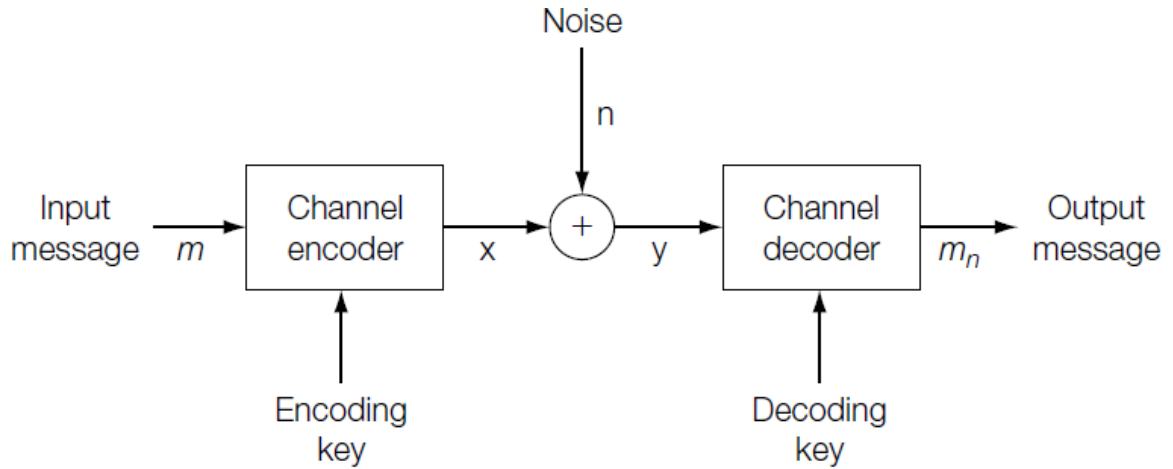 Noise
n
Input
message
m
Channel
encoder
x
+
y
Channel
decoder
mn
Output
message
Encoding
key
Decoding
key